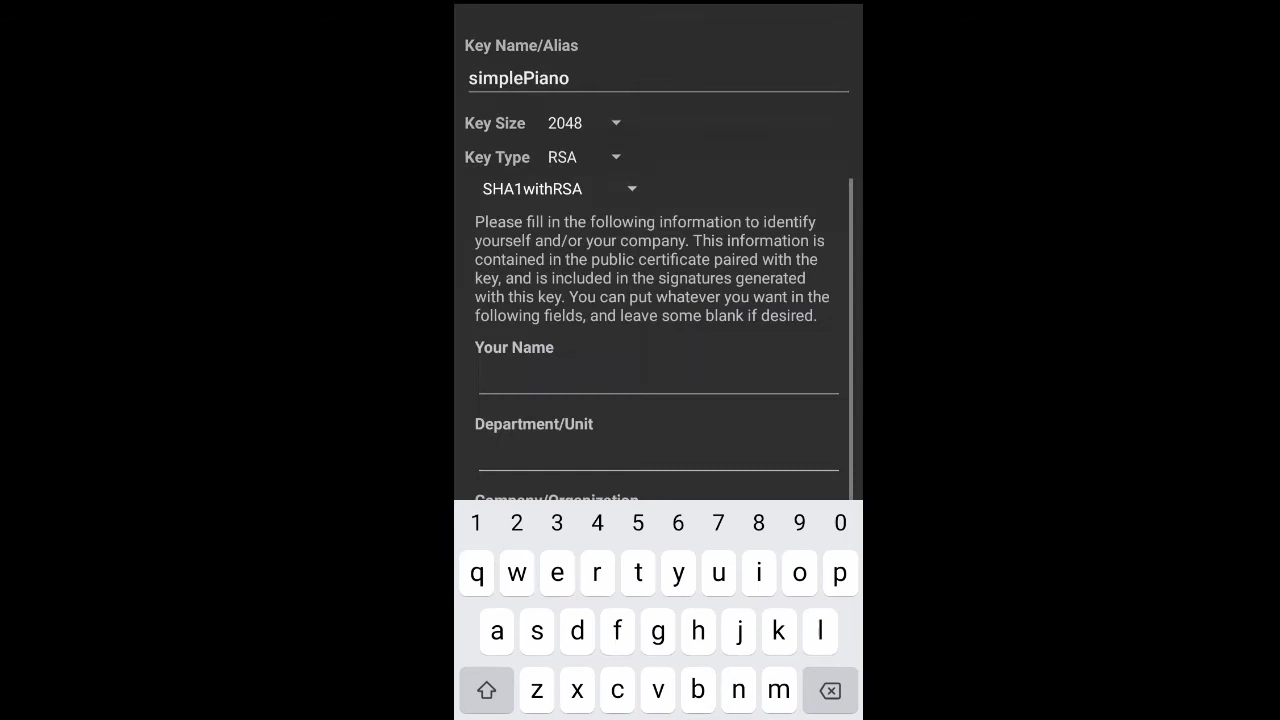 Key Name/Alias
simplePiano
Key Size 2048
Key Type RSA
SHA1withRSA
Please fill in the following information to identify
yourself and/or your company. This information is
contained in the public certificate paired with the
key, and is included in the signatures generated
with this key. You can put whatever you want in the
following fields, and leave some blank if desired.
Your Name
Department/Unit
Company/Organization
1 2 3 4 5 6 7 8 9 0
q w e r t y u i o p
a s d f g h j k l
z x c v b n m